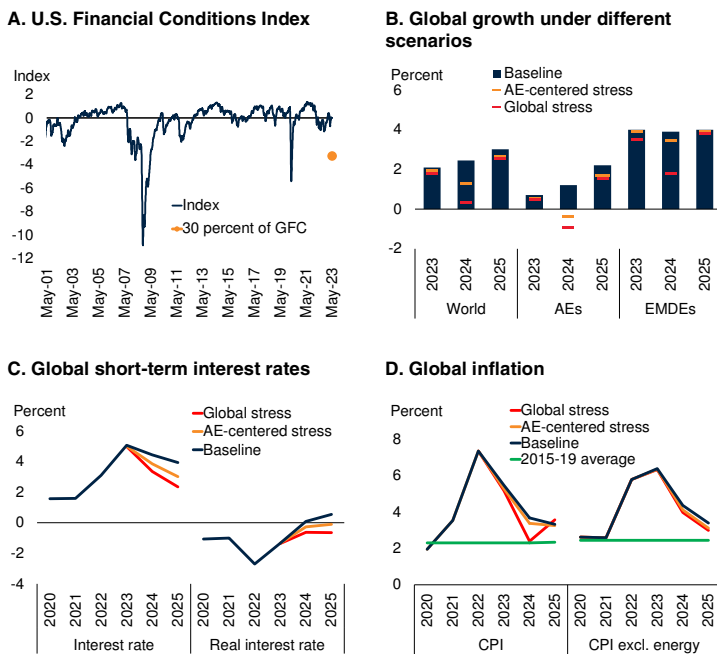 A. U.S. Financial Conditions Index
Index
2
0
-2
-4
-6
-8
-10
-12
Index
30 percent of GFC
May-01
May-03
May-05
May-07
May-09
May-11
May-13
May-15
May-17
May-19
May-21
May-23
B. Global growth under different
scenarios
Percent
6
4
2
0
-2
Baseline
AE-centered stress
Global stress
2023
2024
2025
2023
2024
2025
2023
2024
2025
World
AEs
EMDEs
C. Global short-term interest rates
Percent
6
4
2
0
-2
-4
Global stress
AE-centered stress
Baseline
2020
2021
2022
2023
2024
2025
2020
2021
2022
2023
2024
2025
Interest rate
Real interest rate
D. Global inflation
Percent
8
6
4
2
0
Global stress
AE-centered stress
Baseline
2015-19 average
2020
2021
2022
2023
2024
2025
2020
2021
2022
2023
2024
2025
CPI
CPI excl. energy